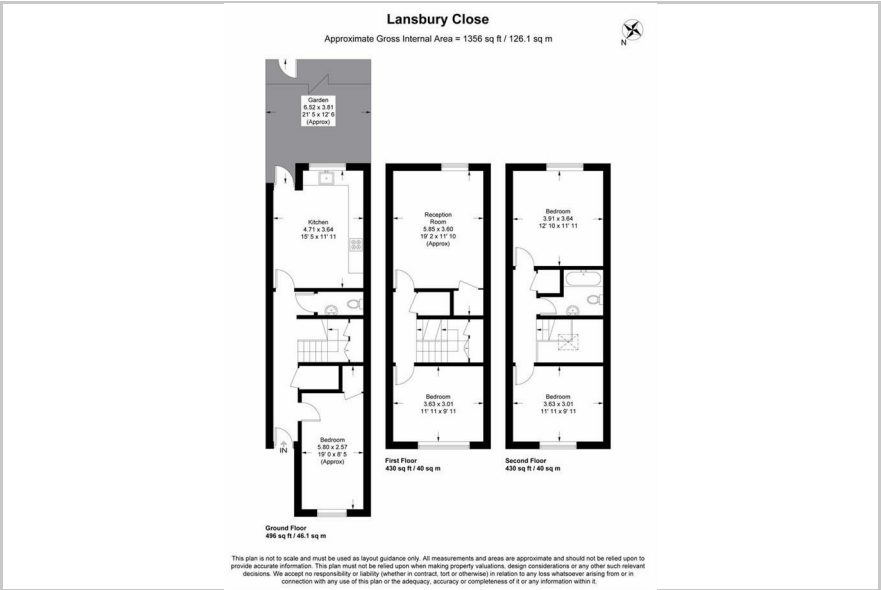 Lansbury Close
Approximate Gross Internal Area = 1356 sq ft / 126.1 sq m
N
Garden
6.52 x 3.81
21' 5 x 12' 6
(Approx)
Kitchen
4.71 x 3.64
15' 5 x 11' 11
Bedroom
5.80 x 2.57
19' 0 x 8' 5
(Approx)
IN
Ground Floor
496 sq ft / 46.1 sq m
Reception
Room
5.85 x 3.60
19' 2 x 11' 10
(Approx)
Bedroom
3.63 x 3.01
11' 11 x 9' 11
First Floor
430 sq ft / 40 sq m
Bedroom
3.91 x 3.64
12' 10 x 11' 11
Bedroom
3.63 x 3.01
11' 11 x 9' 11
Second Floor
430 sq ft / 40 sq m
This plan is not to scale and must be used as layout guidance only. All measurements and areas are approximate and should not be relied upon to
provide accurate information. This plan must not be relied upon when making property valuations, design considerations or any other such relevant
decisions. We accept no responsibility or liability (whether in contract, tort or otherwise) in relation to any loss whatsoever arising from or in
connection with any use of this plan or the adequacy, accuracy or completeness of it or any information within it.